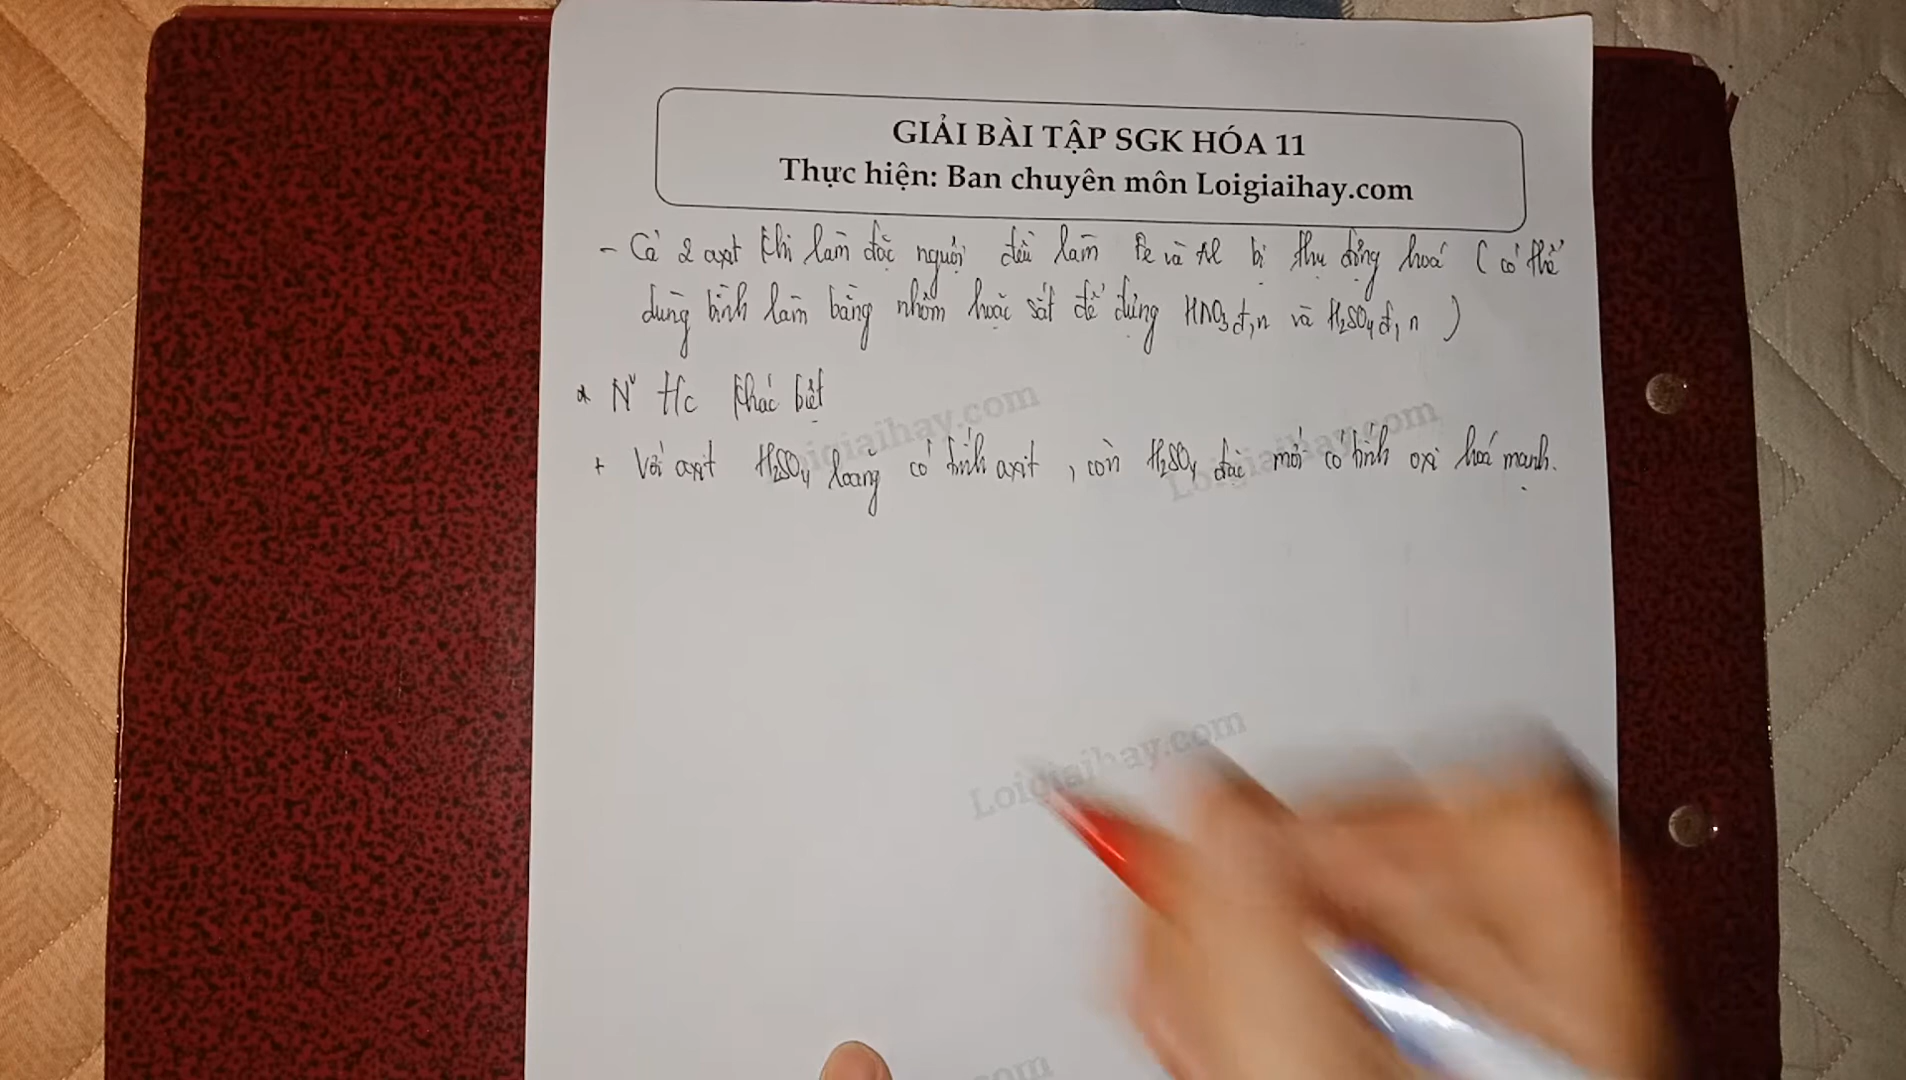 GIẢI BÀI TẬP SGK HÓA 11
Thực hiện: Ban chuyên môn Loigiaihay.com
- Cả 2 axit khi làm đặc nguội đều làm Fe và Al bị thụ động hoá ( có thể
dùng bình làm bằng nhôm hoặc sắt để đựng HNO₃ đ,n và H₂SO₄ đ, n )
* N~ t/c khác biệt
+ Với axit H₂SO₄ loãng có tính axit, còn H₂SO₄ đặc mới có tính oxi hoá mạnh.
Loigiaihay.com
Loigiaihay.com
Loigiaihay.com
com